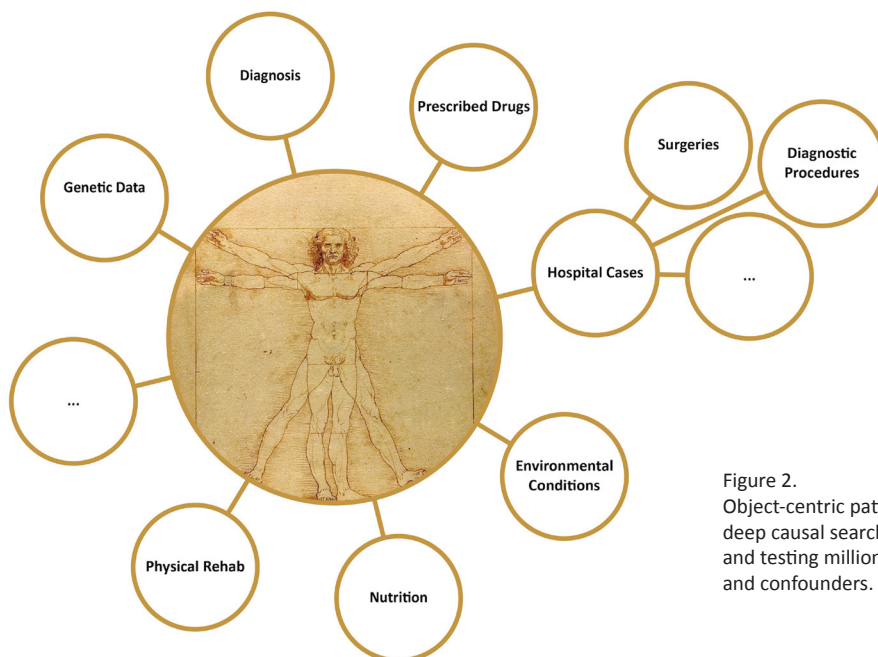 Diagnosis
Prescribed Drugs
Surgeries
Diagnostic
Procedures
Genetic Data
Hospital Cases
...
...
Environmental
Conditions
Physical Rehab
Nutrition
Figure 2.
Object-centric pat
deep causal search
and testing million
and confounders.